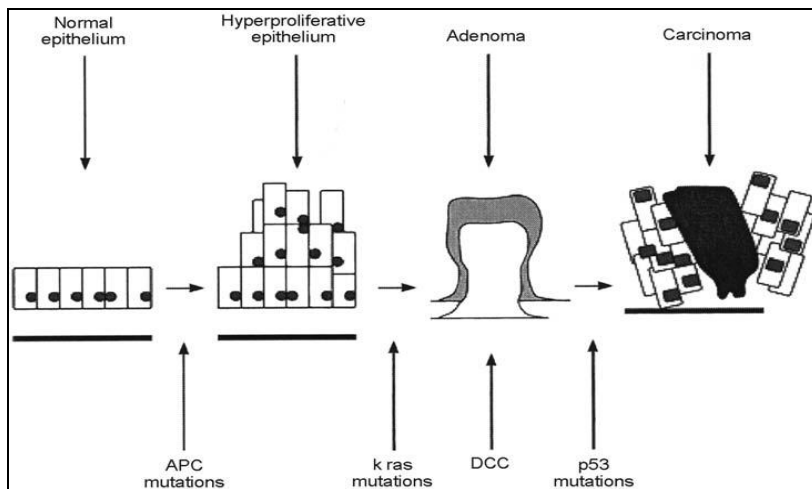 Normal
epithelium
Hyperproliferative
epithelium
Adenoma
Carcinoma
APC
mutations
k ras
mutations
DCC
p53
mutations